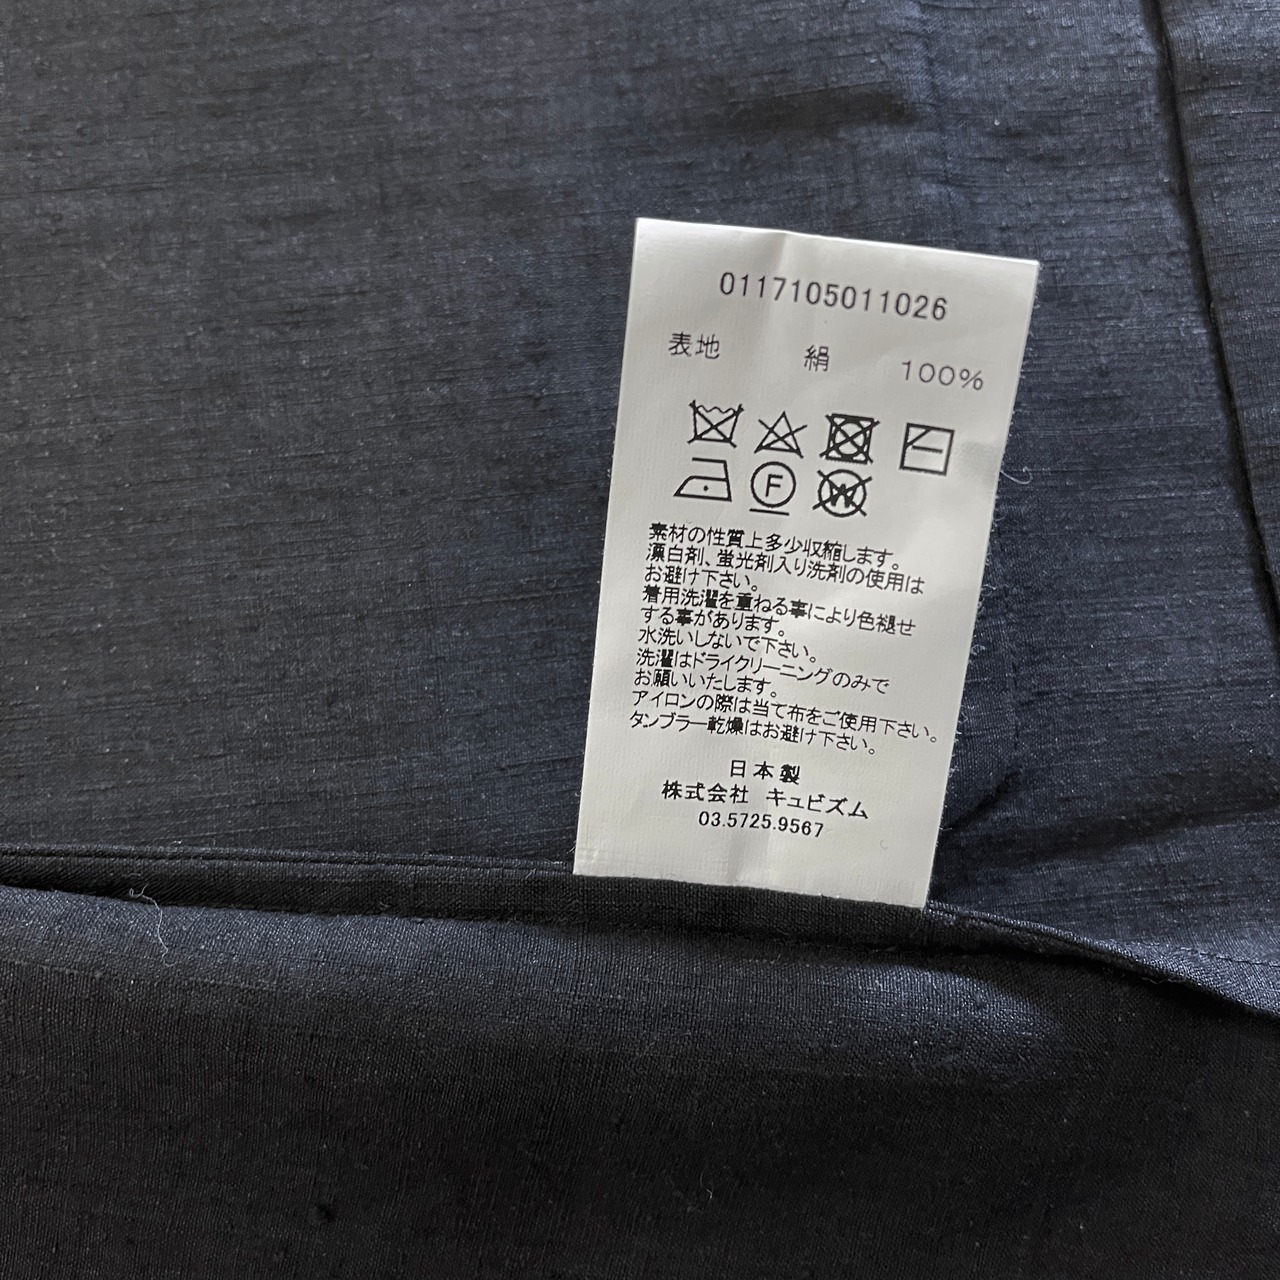 0117105011026
表地 絹 100%
F W
素材の性質上多少収縮します。
漂白剤、蛍光剤入り洗剤の使用は
お避け下さい。
着用洗濯を重ねる事により色褪せ
する事があります。
水洗いしないで下さい。
洗濯はドライクリーニングのみで
お願いいたします。
アイロンの際は当て布をご使用下さい。
タンブラー乾燥はお避け下さい。
日本製
株式会社 キュビズム
03.5725.9567